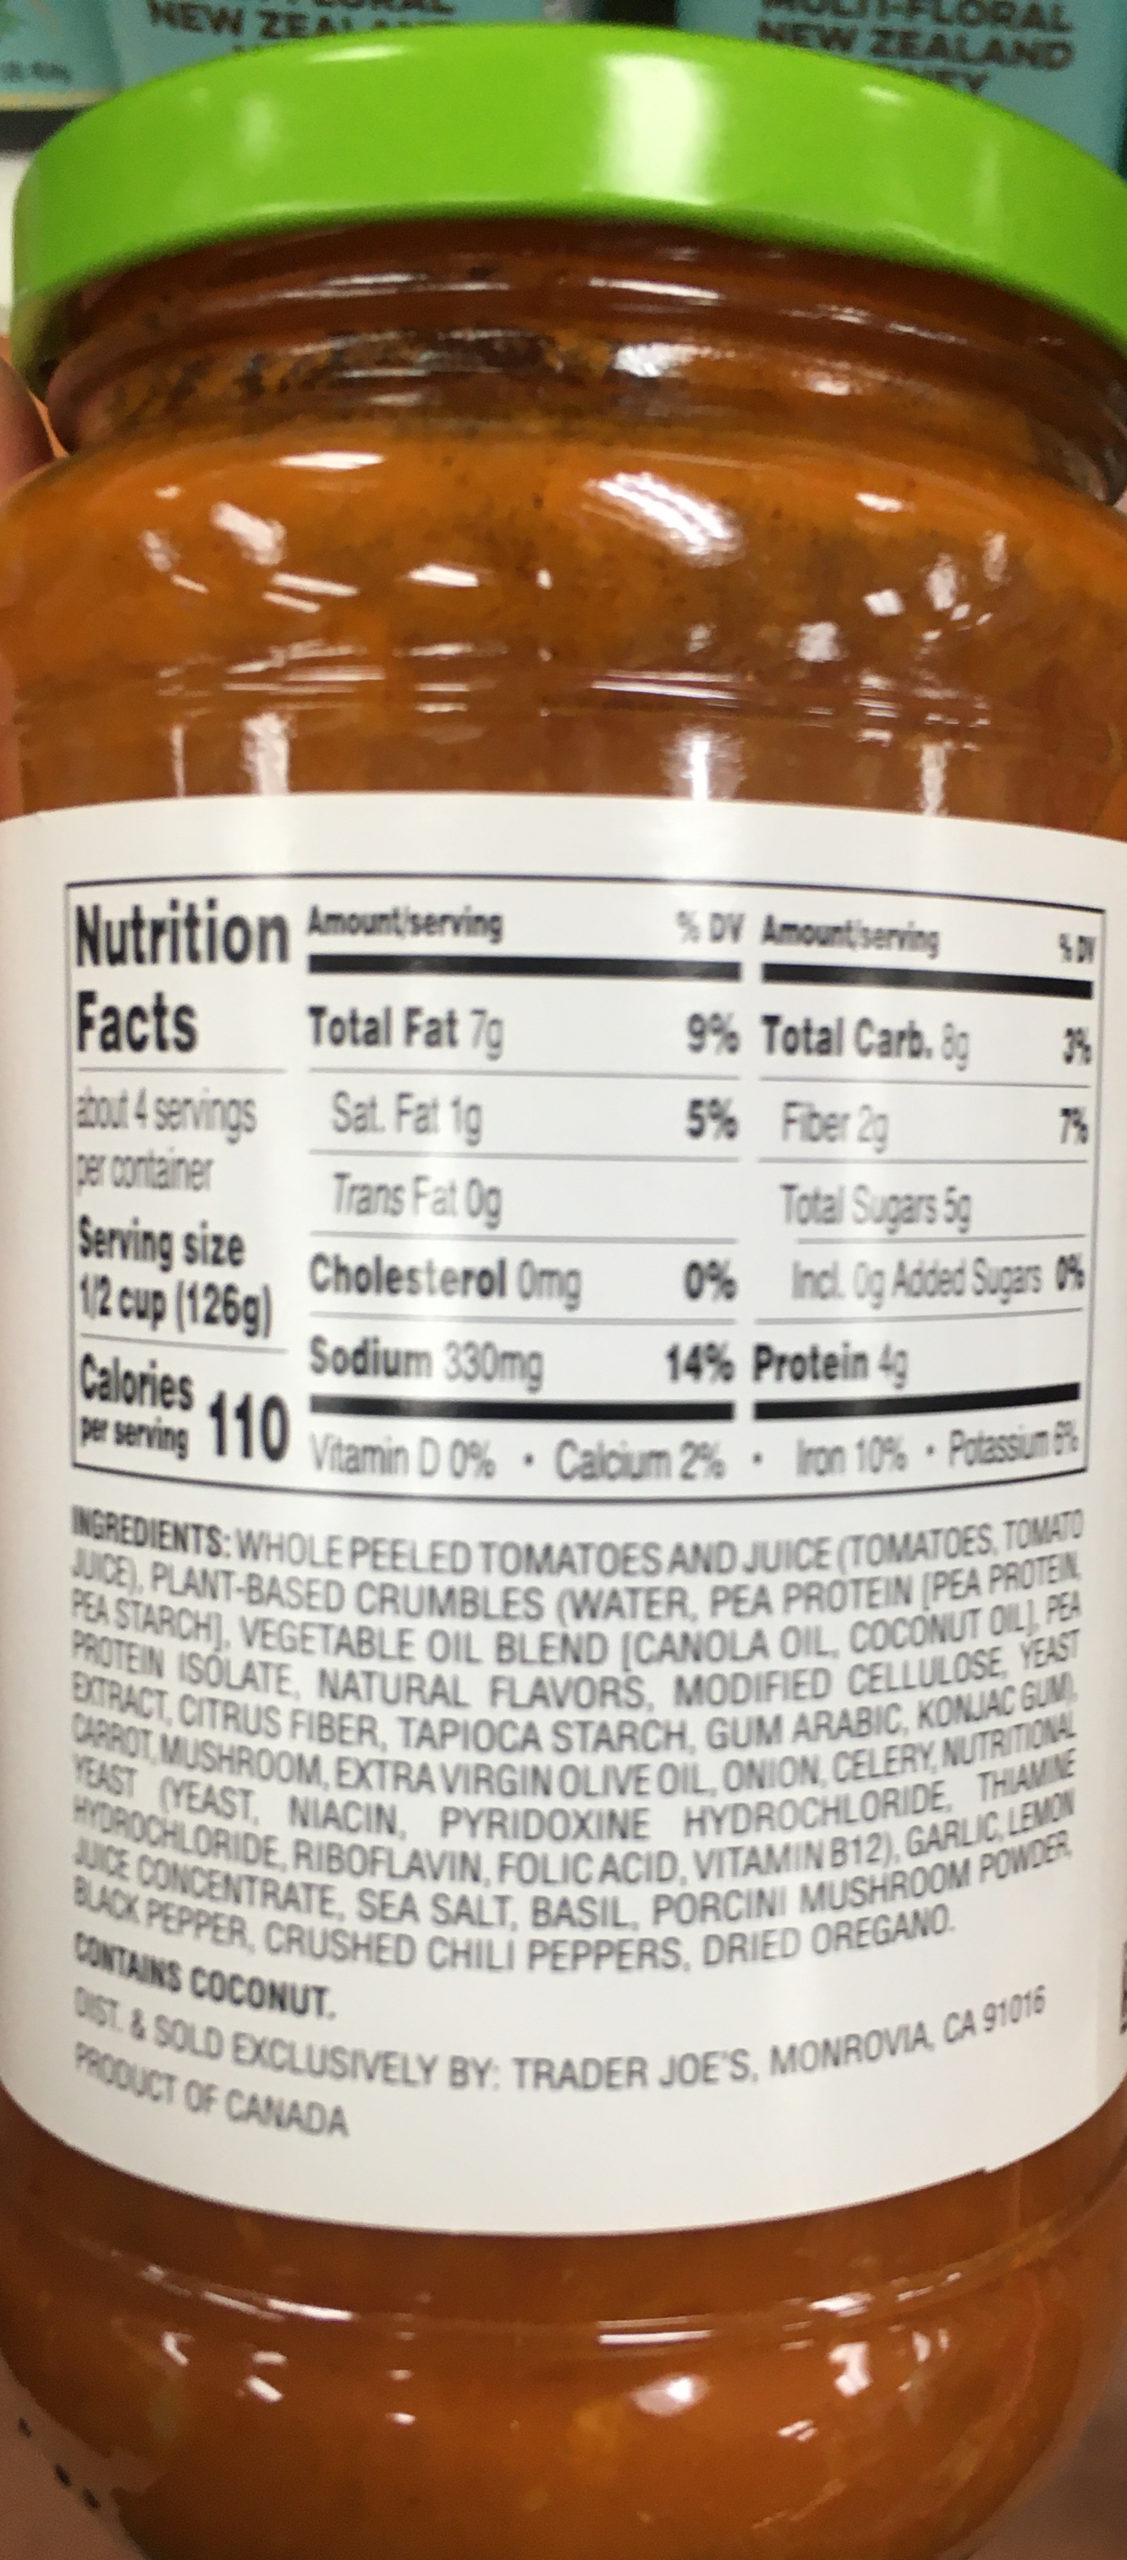 NEW ZEALAND
MULTI-FLORAL
NEW ZEALAND
Nutrition
Facts
about 4 servings
per container
Serving size
1/2 cup (126g)
Calories
per serving 110
Amount/serving % DV
Total Fat 7g 9%
Sat. Fat 1g 5%
Trans Fat 0g
Cholesterol 0mg 0%
Sodium 330mg 14%
Amount/serving % DV
Total Carb. 8g 3%
Fiber 2g 7%
Total Sugars 5g
Incl. 0g Added Sugars 0%
Protein 4g
Vitamin D 0% • Calcium 2% • Iron 10% • Potassium 6%
INGREDIENTS: WHOLE PEELED TOMATOES AND JUICE (TOMATOES, TOMATO
JUICE), PLANT-BASED CRUMBLES (WATER, PEA PROTEIN [PEA PROTEIN,
PEA STARCH], VEGETABLE OIL BLEND [CANOLA OIL, COCONUT OIL], PEA
PROTEIN ISOLATE, NATURAL FLAVORS, MODIFIED CELLULOSE, YEAST
EXTRACT, CITRUS FIBER, TAPIOCA STARCH, GUM ARABIC, KONJAC GUM),
CARROT, MUSHROOM, EXTRA VIRGIN OLIVE OIL, ONION, CELERY, NUTRITIONAL
YEAST (YEAST, NIACIN, PYRIDOXINE HYDROCHLORIDE, THIAMINE
HYDROCHLORIDE, RIBOFLAVIN, FOLIC ACID, VITAMIN B12), GARLIC, LEMON
JUICE CONCENTRATE, SEA SALT, BASIL, PORCINI MUSHROOM POWDER,
BLACK PEPPER, CRUSHED CHILI PEPPERS, DRIED OREGANO.
CONTAINS COCONUT.
DIST. & SOLD EXCLUSIVELY BY: TRADER JOE'S, MONROVIA, CA 91016
PRODUCT OF CANADA